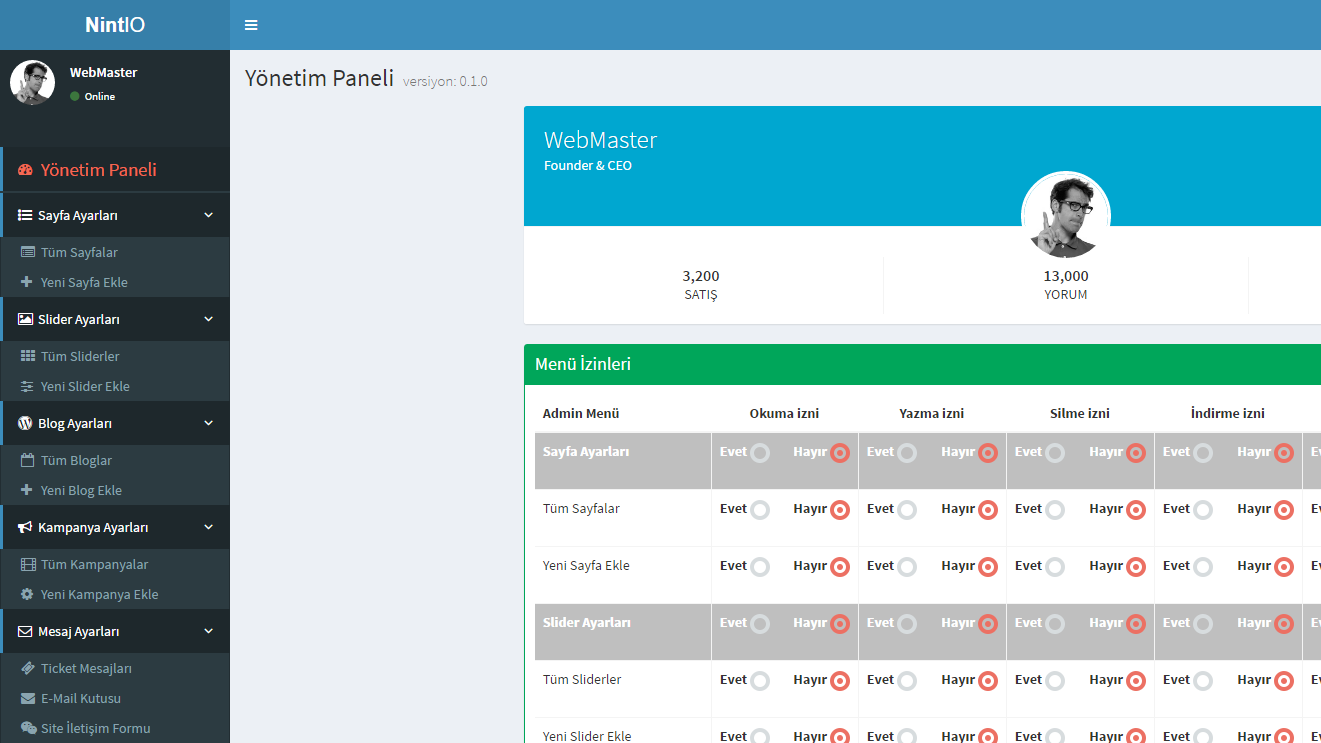 NintIO
WebMaster
Online
Yönetim Paneli
Sayfa Ayarları
Tüm Sayfalar
Yeni Sayfa Ekle
Slider Ayarları
Tüm Sliderler
Yeni Slider Ekle
Blog Ayarları
Tüm Bloglar
Yeni Blog Ekle
Kampanya Ayarları
Tüm Kampanyalar
Yeni Kampanya Ekle
Mesaj Ayarları
Ticket Mesajları
E-Mail Kutusu
Site İletişim Formu
Yönetim Paneli versiyon: 0.1.0
WebMaster
Founder & CEO
3,200 13,000
SATIŞ YORUM
Menü İzinleri
Admin Menü Okuma izni Yazma izni Silme izni İndirme izni
Sayfa Ayarları Evet Hayır Evet Hayır Evet Hayır Evet Hayır
Tüm Sayfalar Evet Hayır Evet Hayır Evet Hayır Evet Hayır
Yeni Sayfa Ekle Evet Hayır Evet Hayır Evet Hayır Evet Hayır
Slider Ayarları Evet Hayır Evet Hayır Evet Hayır Evet Hayır
Tüm Sliderler Evet Hayır Evet Hayır Evet Hayır Evet Hayır
Yeni Slider Ekle Evet Hayır Evet Hayır Evet Hayır Evet Hayır